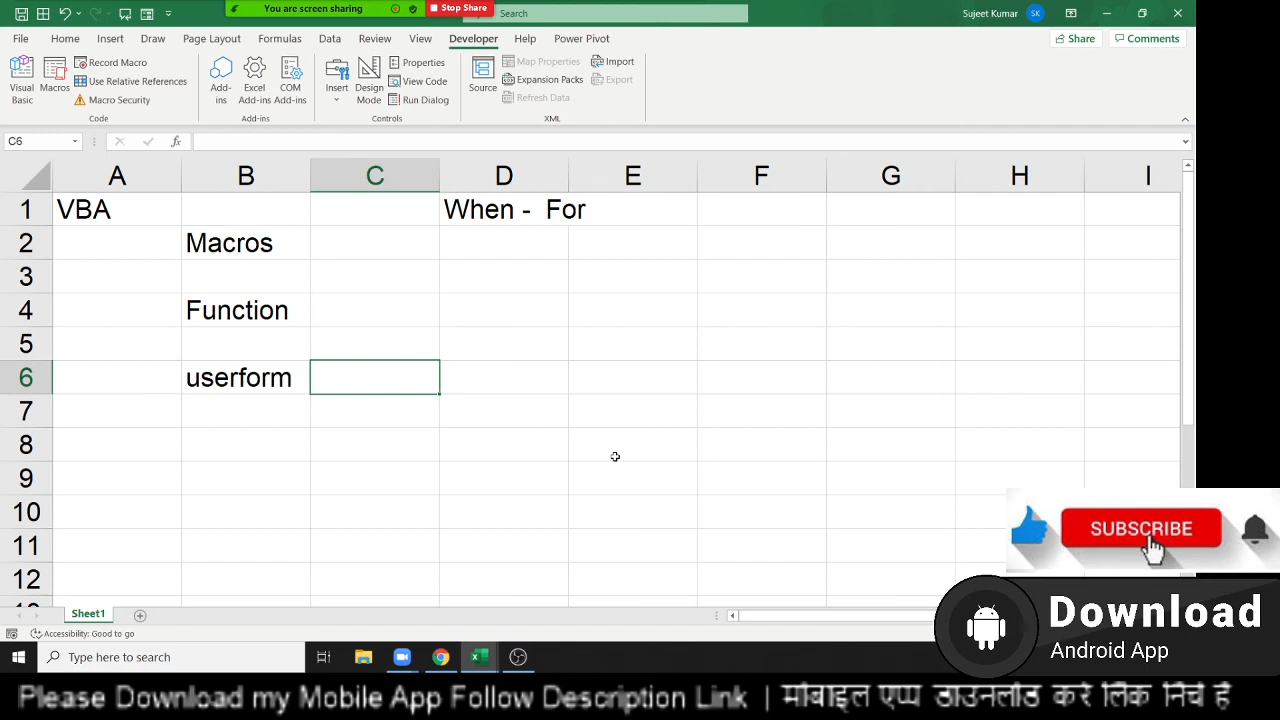 You are screen sharing
Stop Share
Search
Sujeet Kumar
SK
File
Home
Insert
Draw
Page Layout
Formulas
Data
Review
View
Developer
Help
Power Pivot
Share
Comments
Visual Basic
Macros
Record Macro
Use Relative References
Macro Security
Code
Add-ins
Excel Add-ins
COM Add-ins
Add-ins
Insert
Design Mode
Properties
View Code
Run Dialog
Controls
Source
Map Properties
Expansion Packs
Refresh Data
Import
Export
XML
C6
fx
A B C D E F G H I
1 VBA When - For
2 Macros
3
4 Function
5
6 userform
7
8
9
10
11
12
SUBSCRIBE
Download
Android App
Sheet1
Accessibility: Good to go
Type here to search
Please Download my Mobile App Follow Description Link | मोबाइल एप्प डाउनलोड करे लिंक निचे है